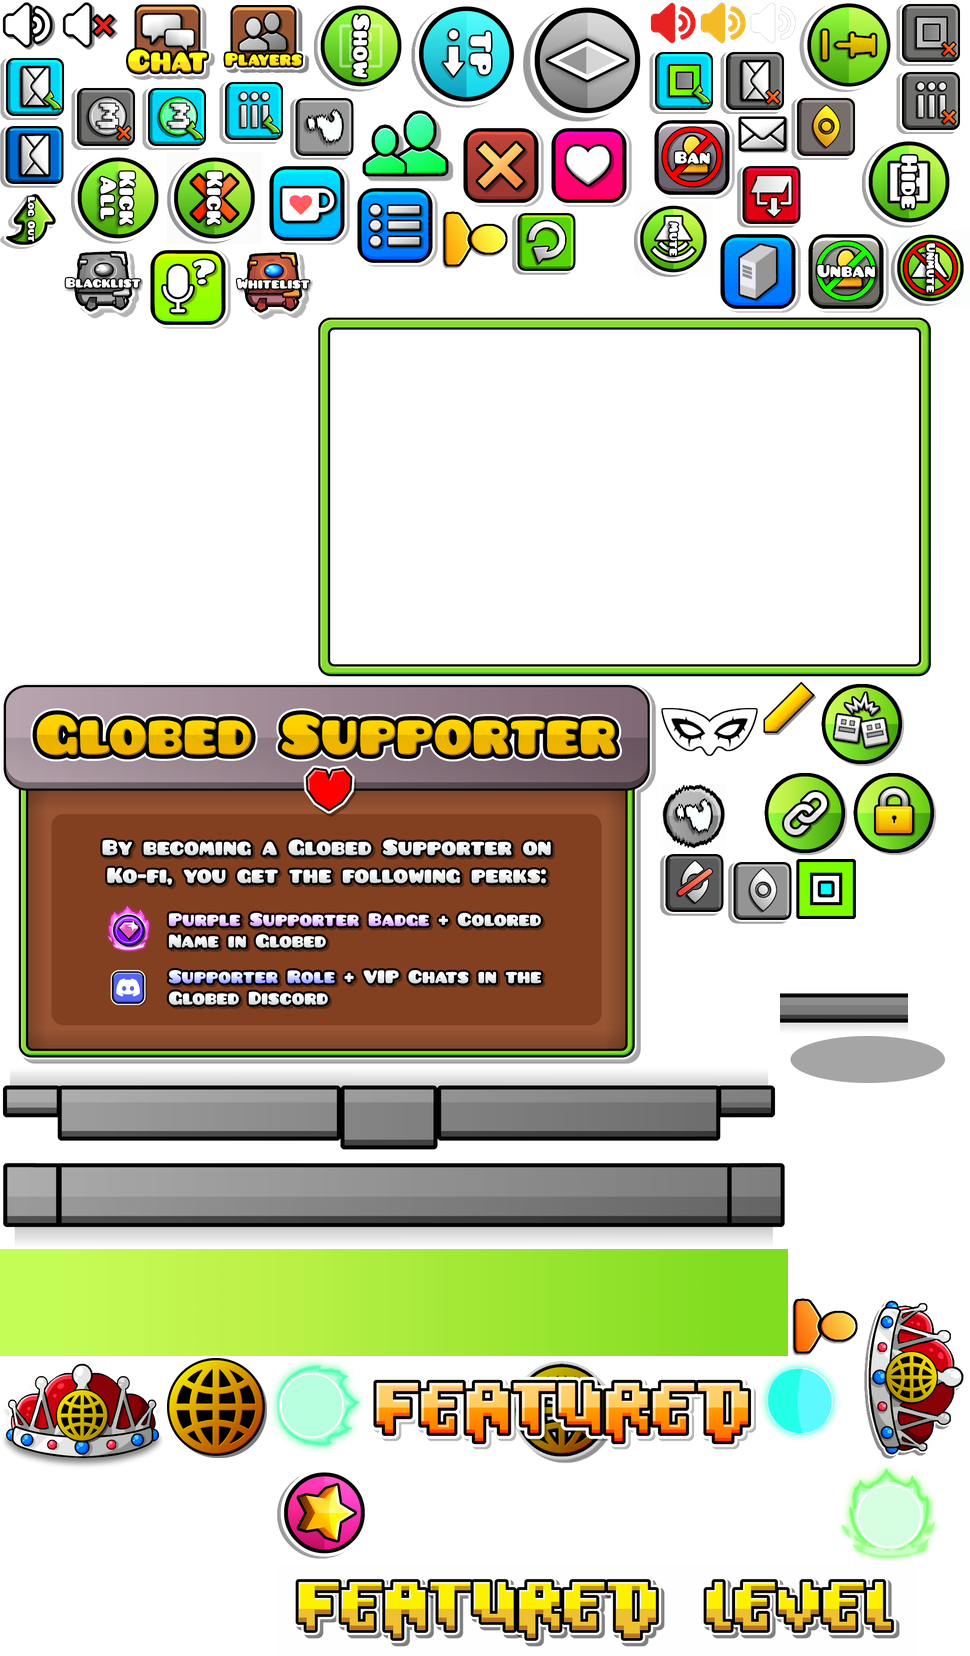 Chat
Players
Show
TP
Kick All
Kick
Ban
Hide
Log Out
Mute
Blacklist
?
Whitelist
Unban
Unmute
Globed Supporter
By becoming a Globed Supporter on
Ko-fi, you get the following perks:
Purple Supporter Badge + Colored
Name in Globed
Supporter Role + VIP Chats in the
Globed Discord
FEATURED
FEATURED LEVEL